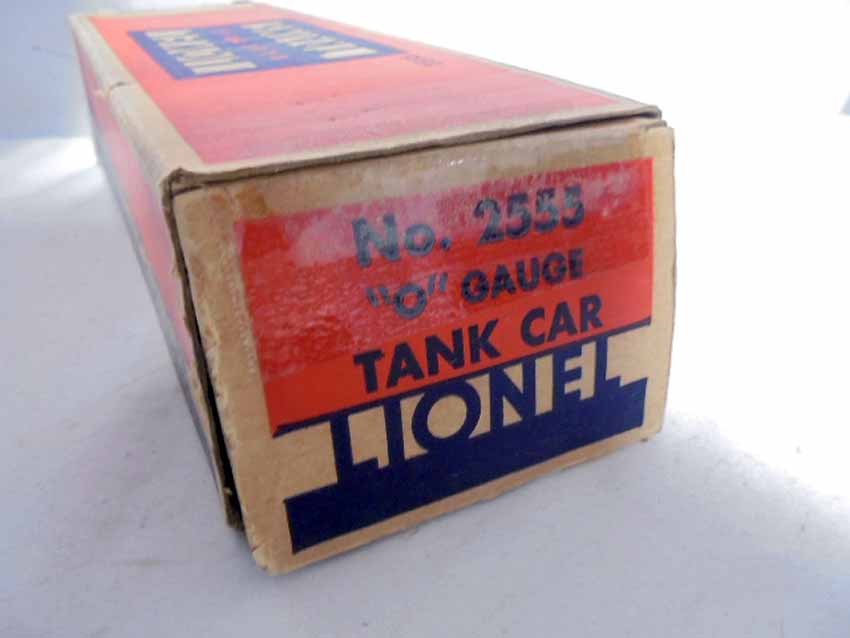 No. 2555
"O" GAUGE
TANK CAR
LIONEL